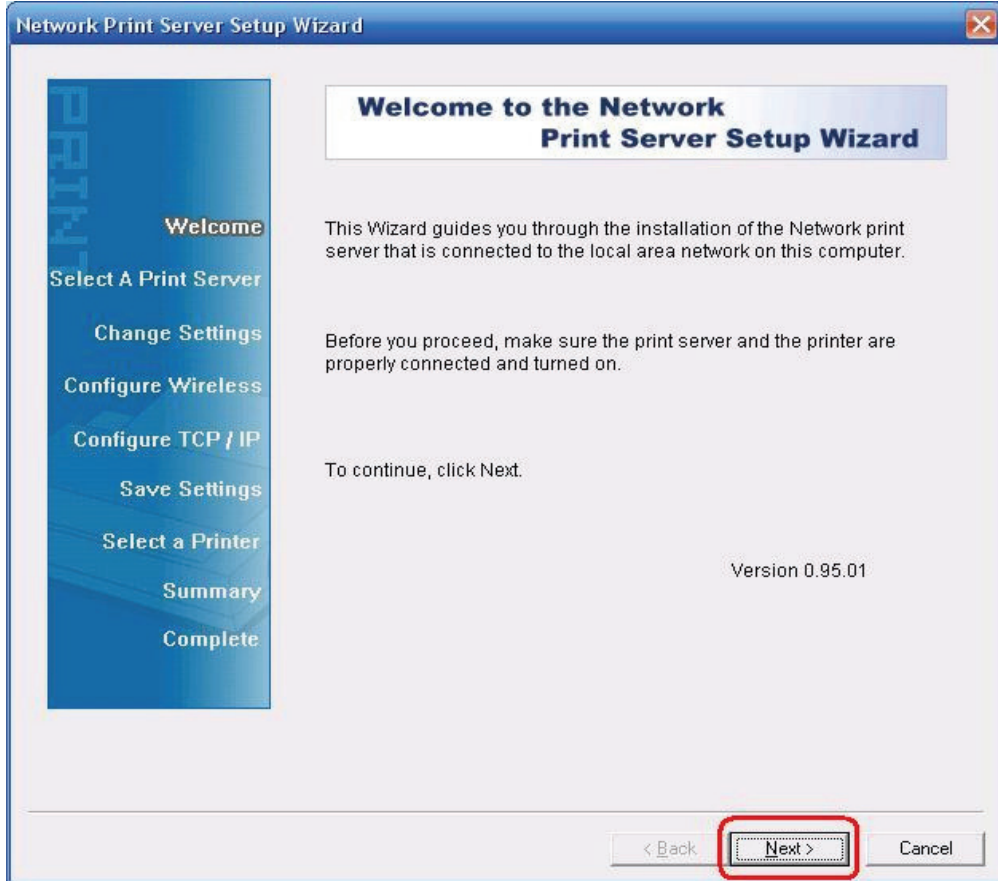 Network Print Server Setup Wizard
PRINT
Welcome
Select A Print Server
Change Settings
Configure Wireless
Configure TCP / IP
Save Settings
Select a Printer
Summary
Complete
Welcome to the Network
Print Server Setup Wizard
This Wizard guides you through the installation of the Network print
server that is connected to the local area network on this computer.
Before you proceed, make sure the print server and the printer are
properly connected and turned on.
To continue, click Next.
Version 0.95.01
< Back
Next >
Cancel